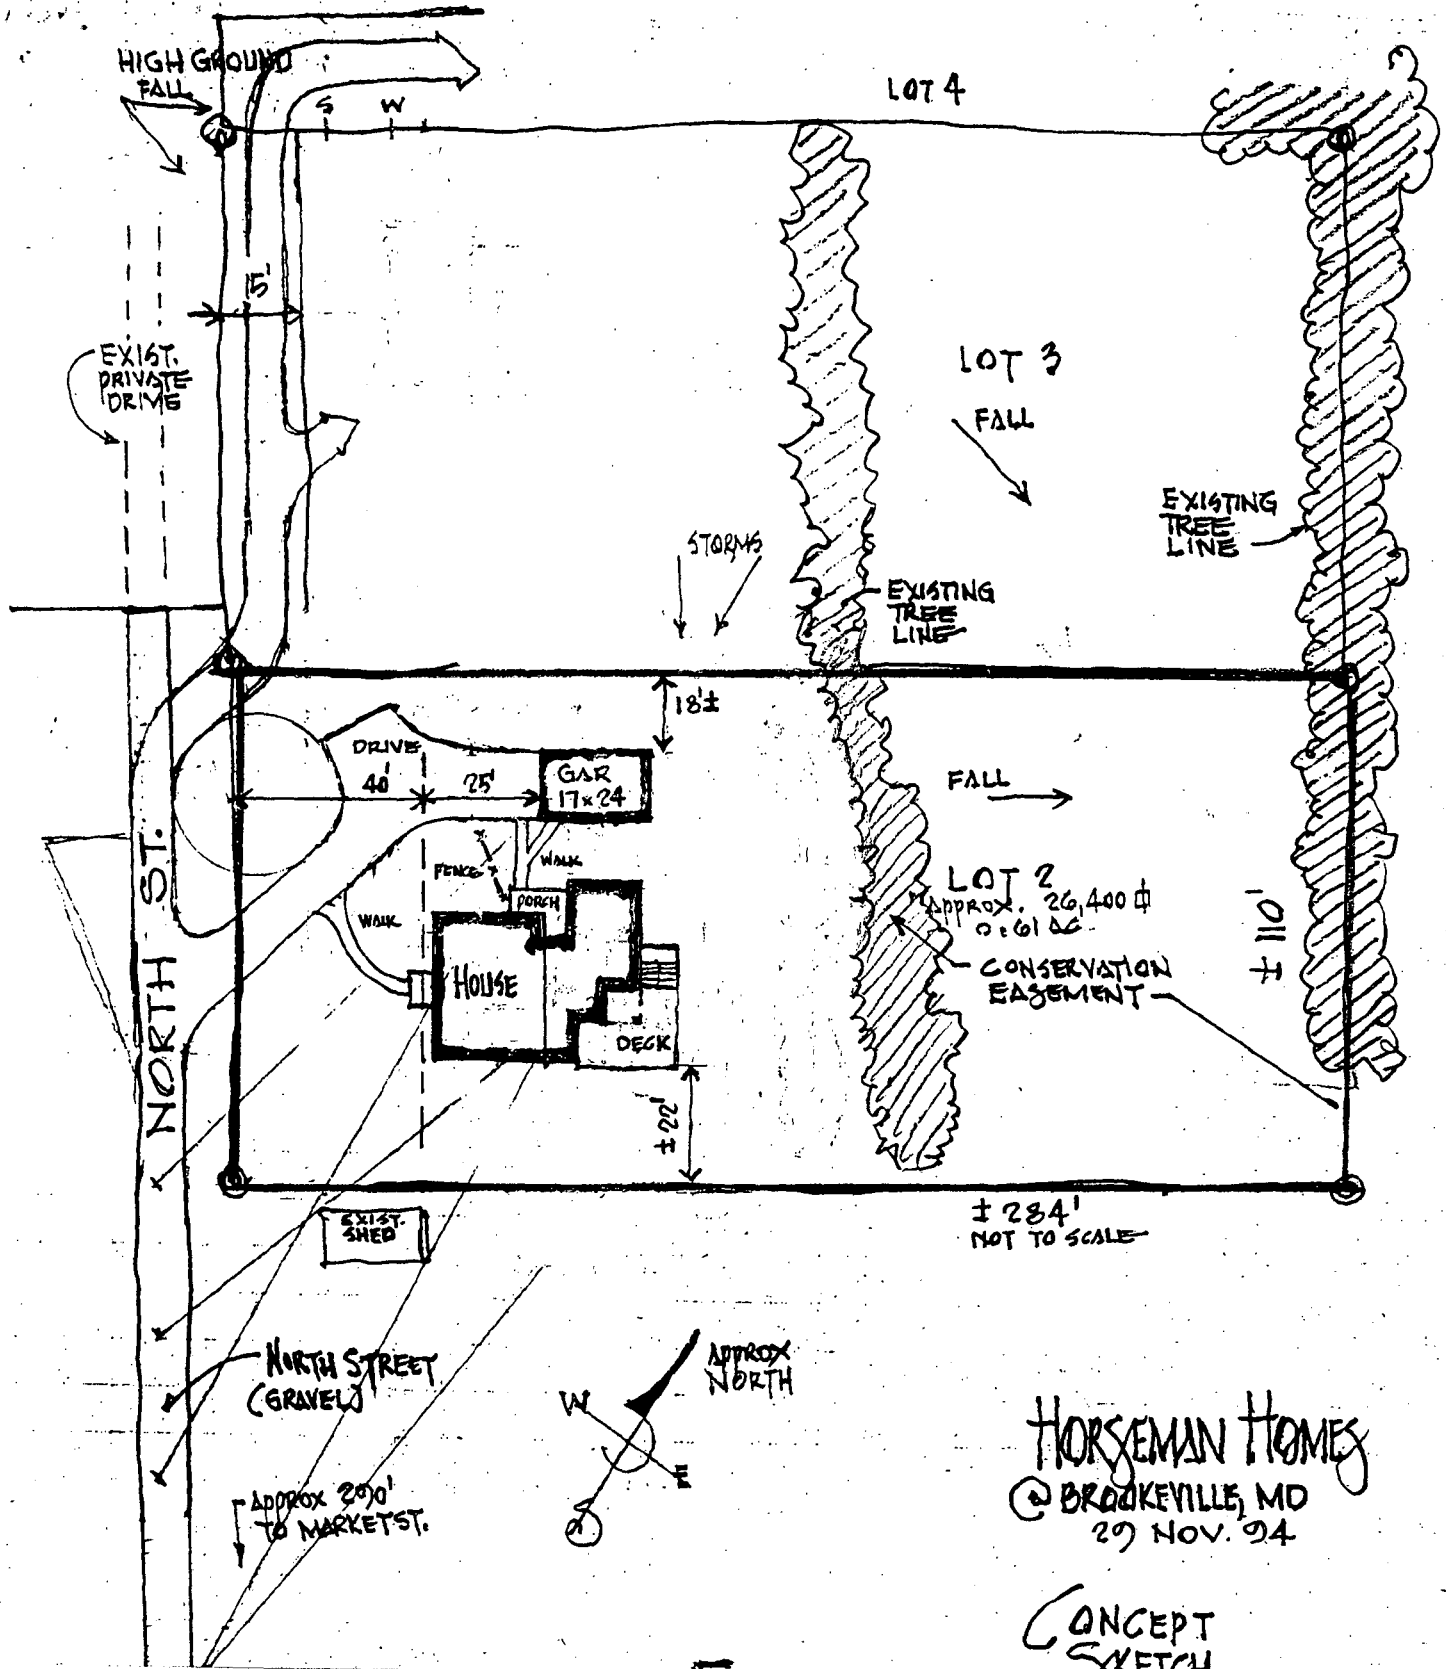 LOT 4
HIGH GROUND
FALL
S
W
15'
EXIST.
PRIVATE
DRIVE
LOT 3
FALL
EXISTING
TREE
LINE
STORMS
EXISTING
TREE
LINE
18'±
DRIVE
40'
25'
GAR
17x24
FALL
NORTH ST.
FENCE
WALK
PORCH
WALK
HOUSE
DECK
LOT 2
APPROX. 26,400 ⏍
0.61 AC.
± 110'
CONSERVATION
EASEMENT
± 22'
± 284'
NOT TO SCALE
EXIST.
SHED
NORTH STREET
(GRAVEL)
APPROX
NORTH
W
E
S
APPROX 290'
TO MARKET ST.
HORSEMAN HOMES
@ BROOKEVILLE, MD
29 NOV. 94
CONCEPT
SKETCH